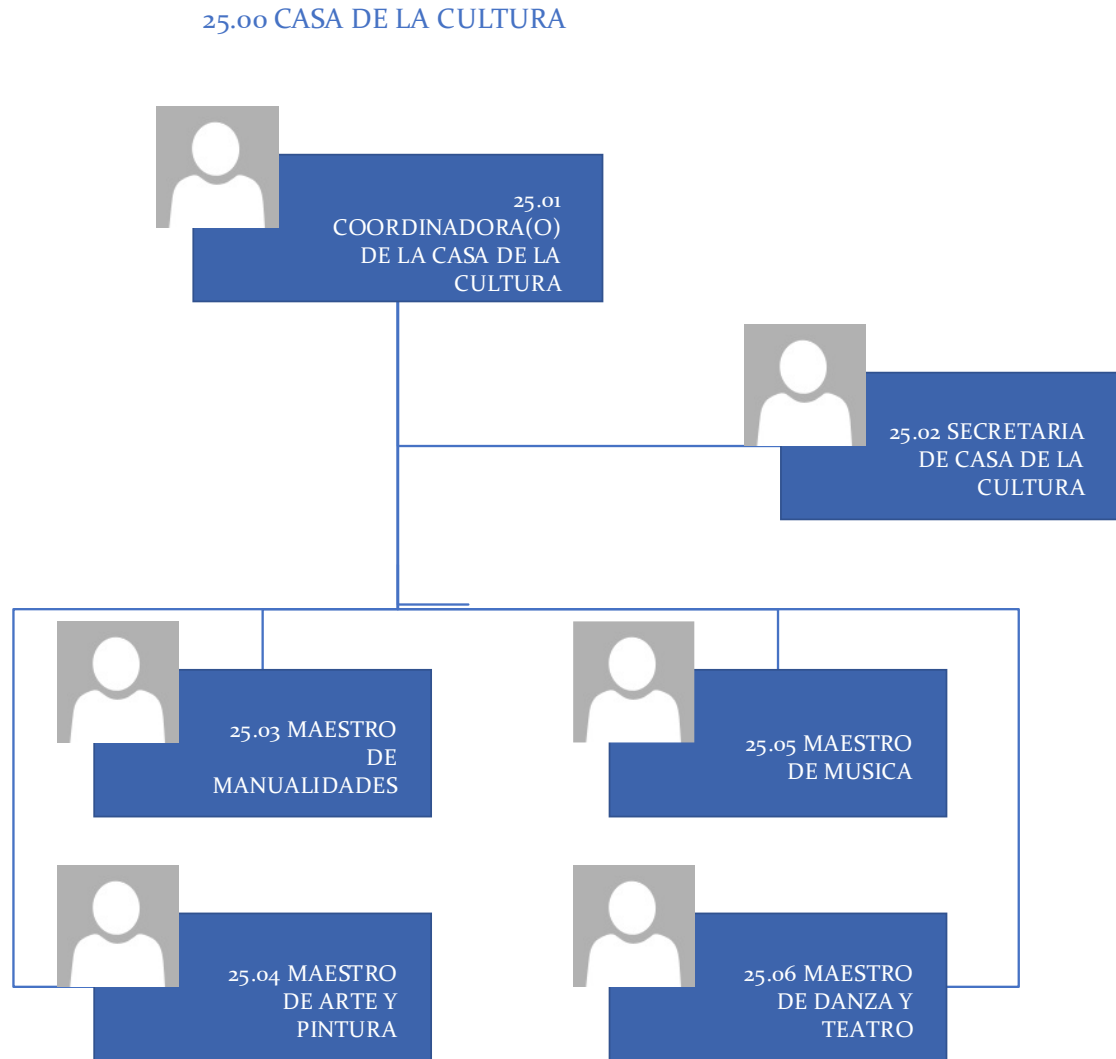 25.00 CASA DE LA CULTURA
25.01
COORDINADORA(O)
DE LA CASA DE LA
CULTURA
25.02 SECRETARIA
DE CASA DE LA
CULTURA
25.03 MAESTRO
DE
MANUALIDADES
25.05 MAESTRO
DE MUSICA
25.04 MAESTRO
DE ARTE Y
PINTURA
25.06 MAESTRO
DE DANZA Y
TEATRO